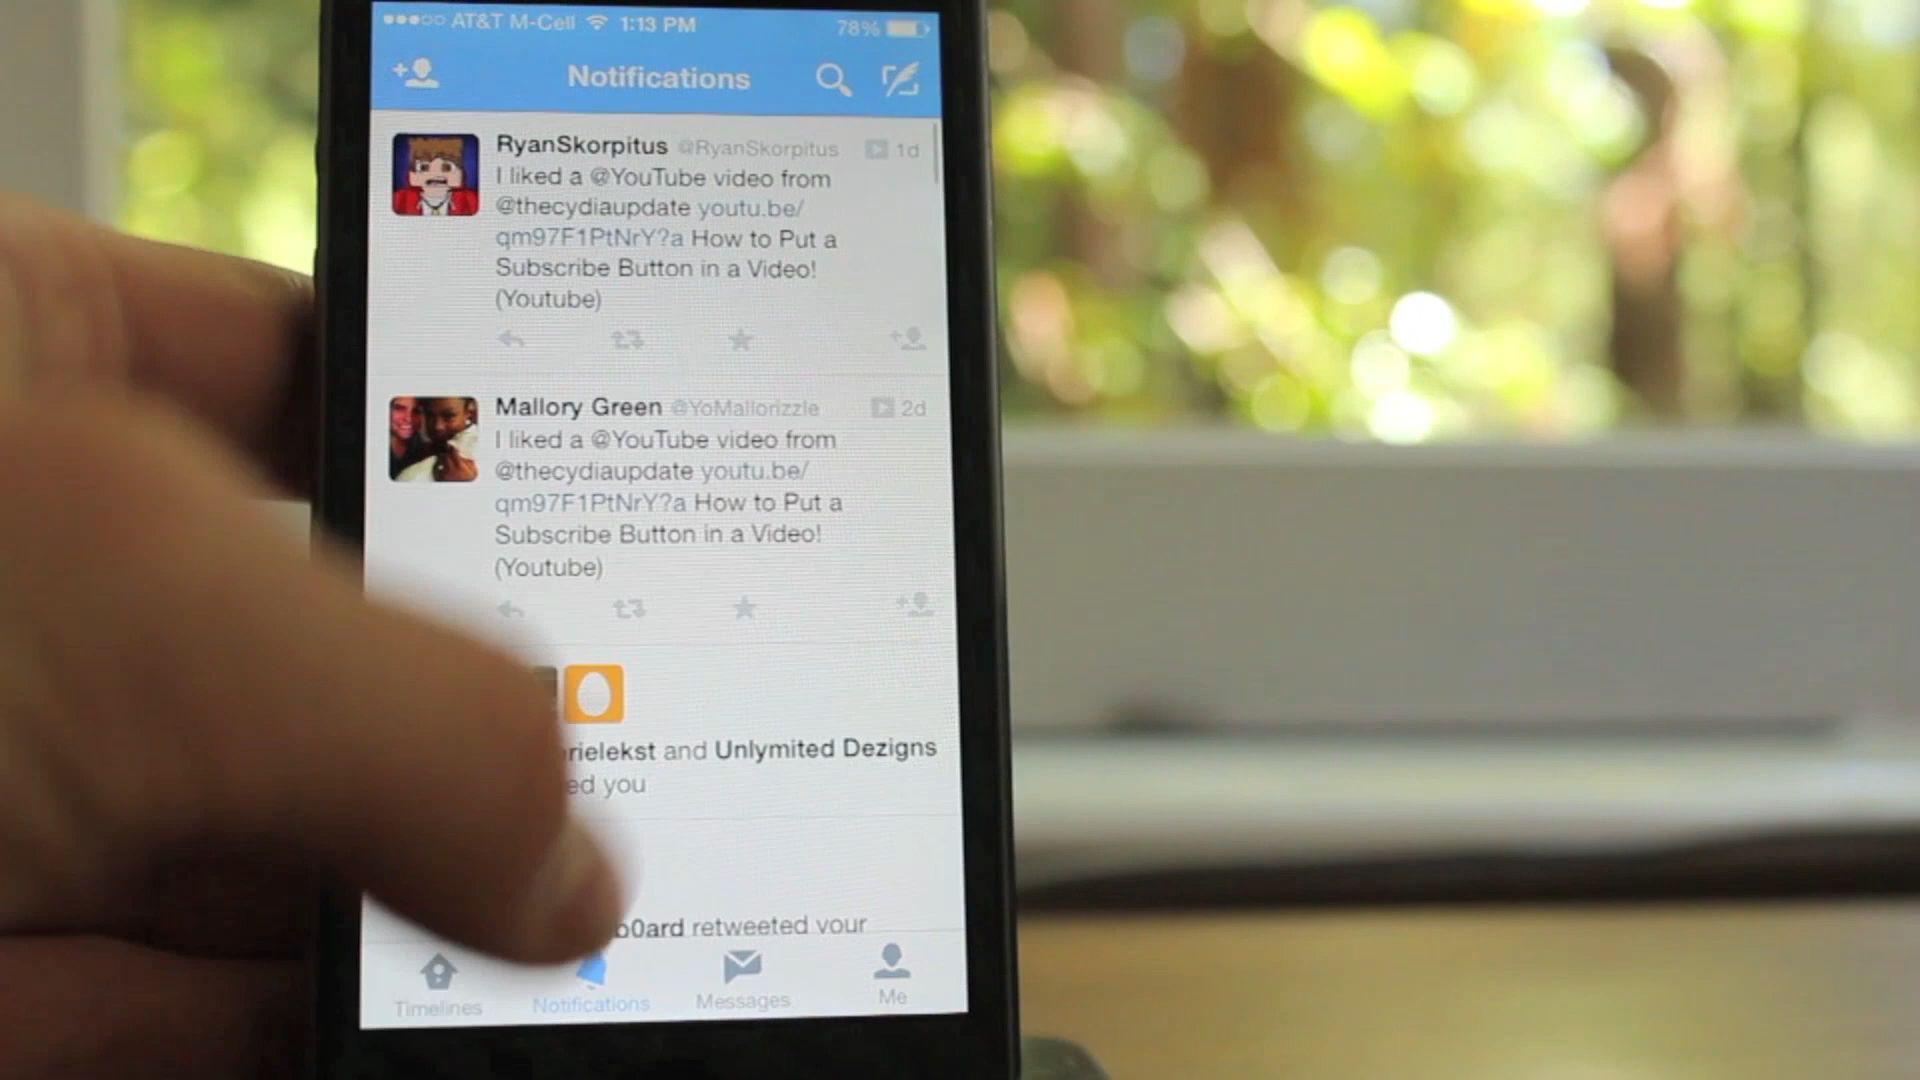 AT&T M-Cell 1:13 PM 78%
Notifications
RyanSkorpitus @RyanSkorpitus 1d
I liked a @YouTube video from
@thecydiaupdate youtu.be/
qm97F1PtNrY?a How to Put a
Subscribe Button in a Video!
(Youtube)
Mallory Green @YoMallorizzle 2d
I liked a @YouTube video from
@thecydiaupdate youtu.be/
qm97F1PtNrY?a How to Put a
Subscribe Button in a Video!
(Youtube)
rielekst and Unlymited Dezigns
ed you
b0ard retweeted your
Timelines Notifications Messages Me